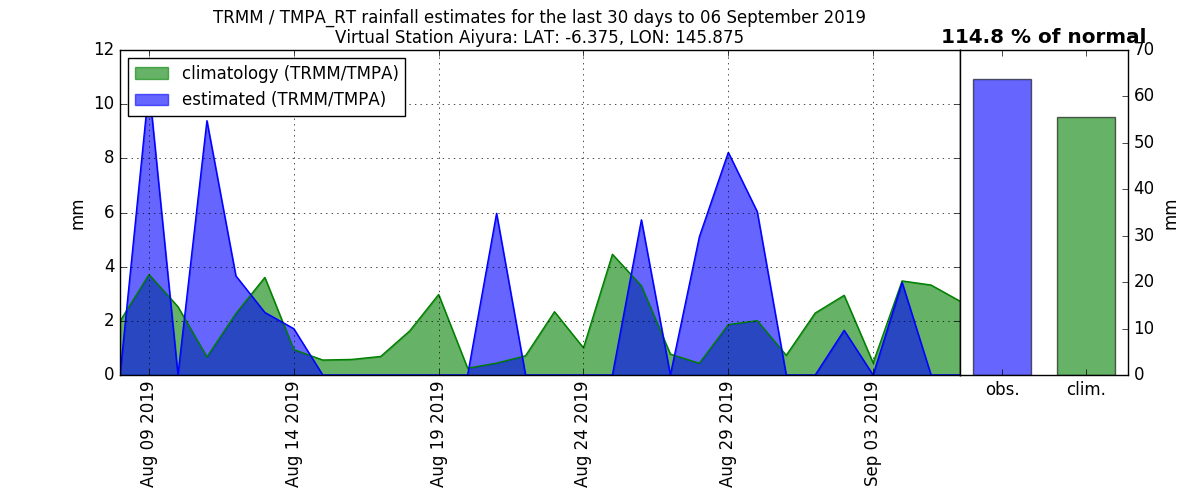 TRMM / TMPA_RT rainfall estimates for the last 30 days to 06 September 2019
Virtual Station Aiyura: LAT: -6.375, LON: 145.875
114.8 % of normal
climatology (TRMM/TMPA)
estimated (TRMM/TMPA)
mm
12
10
8
6
4
2
0
Aug 09 2019
Aug 14 2019
Aug 19 2019
Aug 24 2019
Aug 29 2019
Sep 03 2019
70
60
50
40
30
20
10
0
mm
obs.
clim.